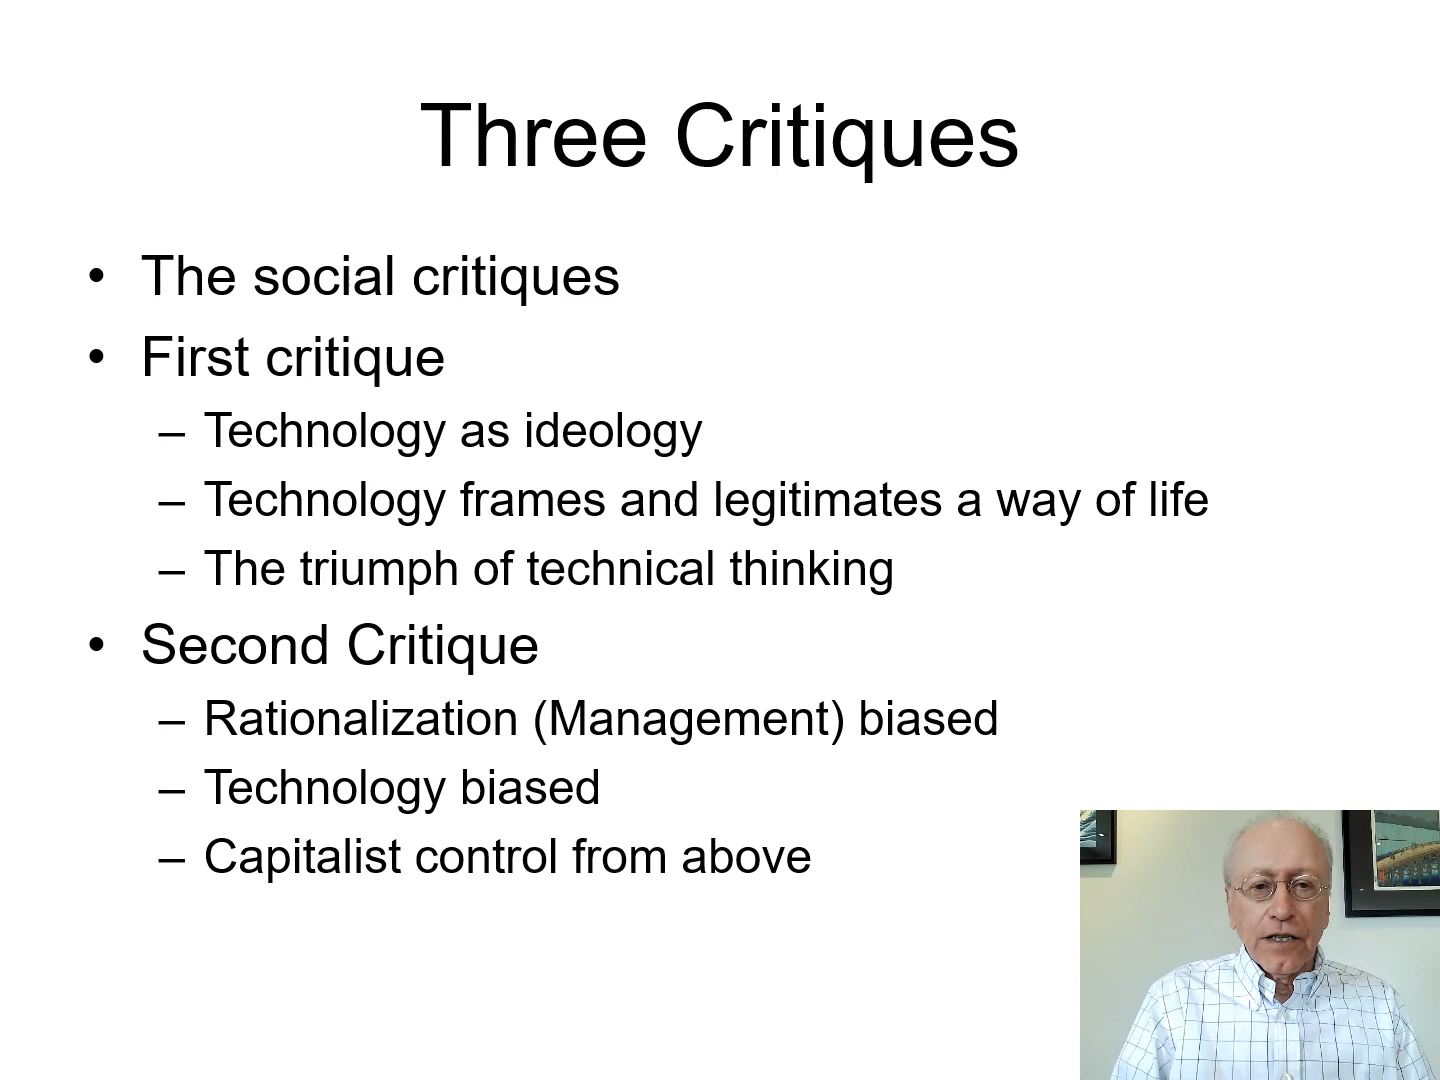 Three Critiques
• The social critiques
• First critique
– Technology as ideology
– Technology frames and legitimates a way of life
– The triumph of technical thinking
• Second Critique
– Rationalization (Management) biased
– Technology biased
– Capitalist control from above